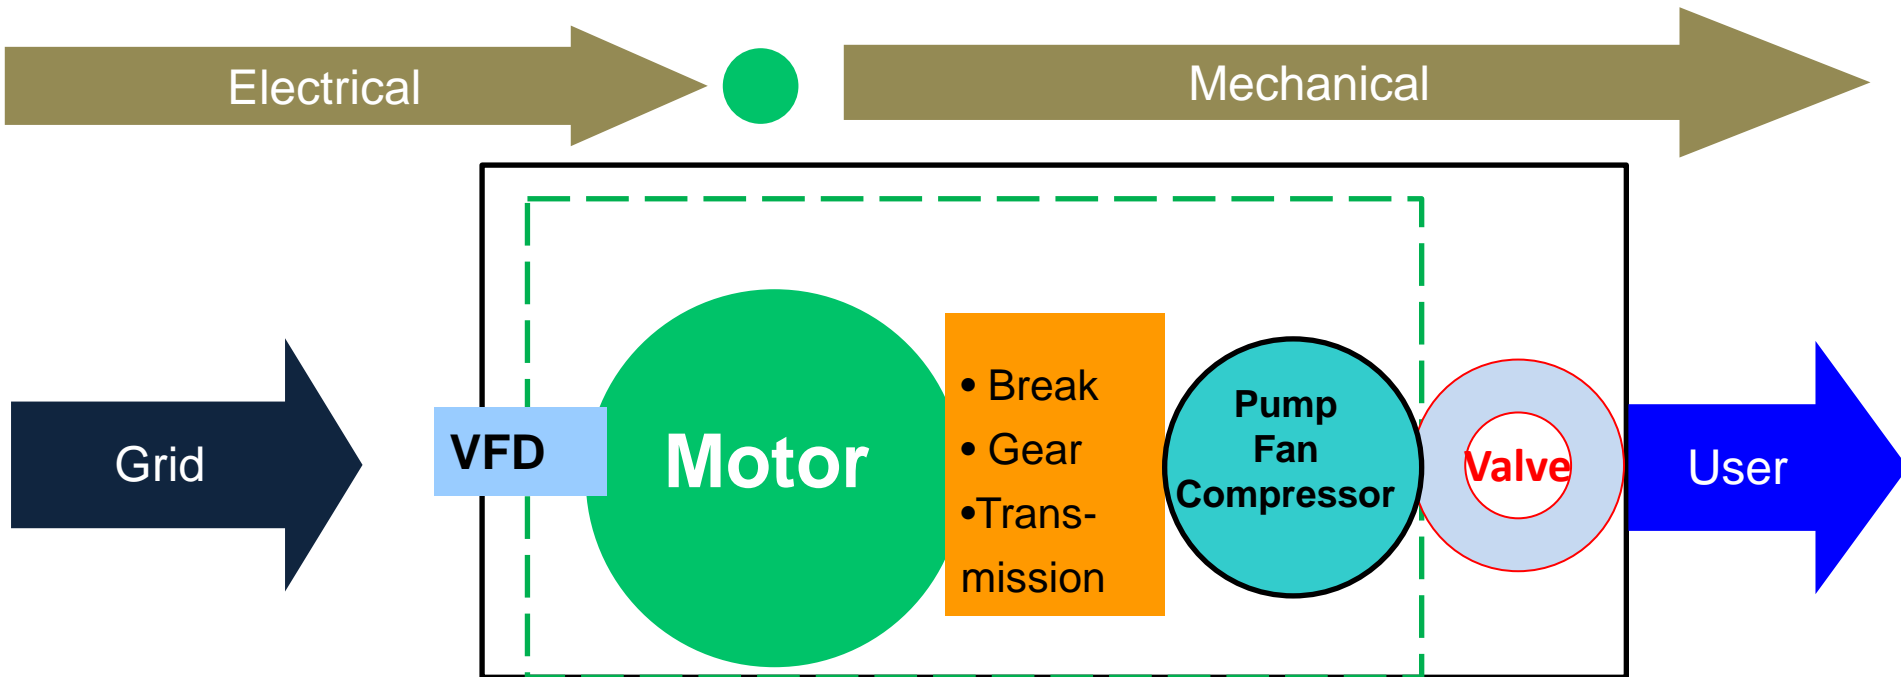 Electrical
Mechanical
Grid
VFD
Motor
• Break
• Gear
•Trans-
mission
Pump
Fan
Compressor
Valve
User